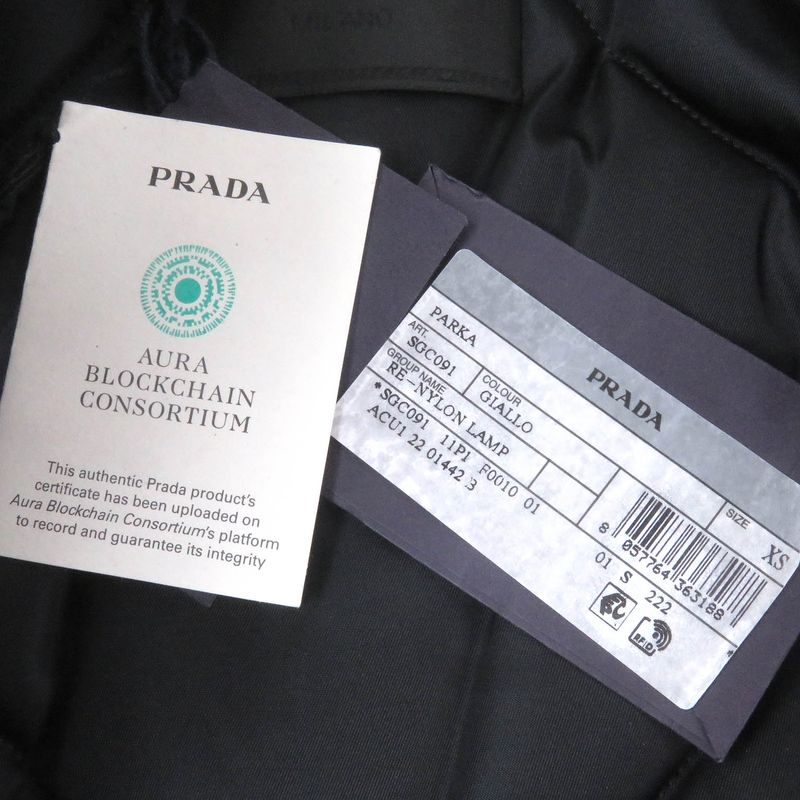 MILANO
PRADA
AURA
BLOCKCHAIN
CONSORTIUM
This authentic Prada product's
certificate has been uploaded on
Aura Blockchain Consortium's platform
to record and guarantee its integrity
PRADA
PARKA
ART.
SGC091
COLOUR
GIALLO
GROUP NAME
RE-NYLON LAMP
*SGC091 11P1 F0010 01
ACU1 22 01442 3
SIZE
XS
8 057764 363188
01 S 222
RFID